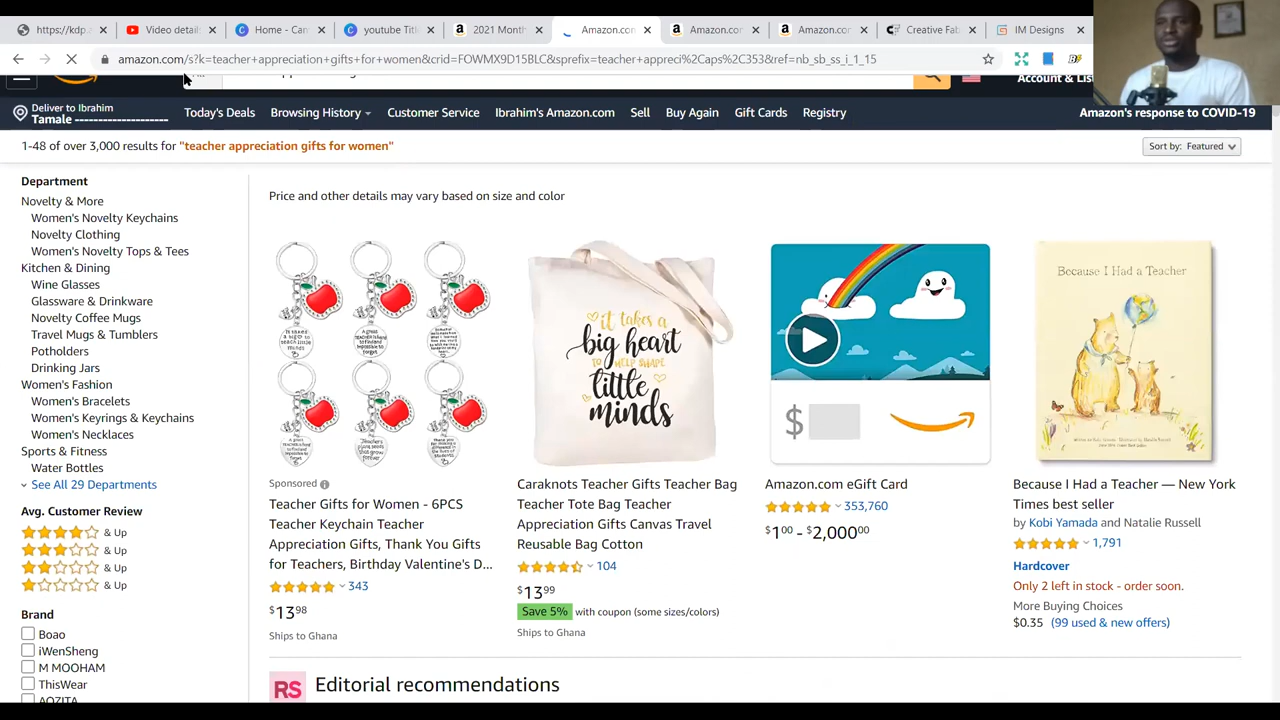 https://kdp.
Video detail
Home - Can
youtube Titl
2021 Month
Amazon.con
Amazon.con
Amazon.con
Creative Fab
IM Designs
amazon.com/s?k=teacher+appreciation+gifts+for+women&crid=FOWMX9D15BLC&sprefix=teacher+appreci%2Caps%2C353&ref=nb_sb_ss_i_1_15
Account & Lis
Deliver to Ibrahim
Tamale
Today's Deals
Browsing History
Customer Service
Ibrahim's Amazon.com
Sell
Buy Again
Gift Cards
Registry
Amazon's response to COVID-19
1-48 of over 3,000 results for "teacher appreciation gifts for women"
Sort by: Featured
Department
Novelty & More
Women's Novelty Keychains
Novelty Clothing
Women's Novelty Tops & Tees
Kitchen & Dining
Wine Glasses
Glassware & Drinkware
Novelty Coffee Mugs
Travel Mugs & Tumblers
Potholders
Drinking Jars
Women's Fashion
Women's Bracelets
Women's Keyrings & Keychains
Women's Necklaces
Sports & Fitness
Water Bottles
See All 29 Departments
Avg. Customer Review
& Up
& Up
& Up
& Up
Brand
Boao
iWenSheng
M MOOHAM
ThisWear
AOZITA
Price and other details may vary based on size and color
Sponsored
Teacher Gifts for Women - 6PCS
Teacher Keychain Teacher
Appreciation Gifts, Thank You Gifts
for Teachers, Birthday Valentine's D...
343
$13.98
Ships to Ghana
it takes a
big heart
TO HELP SHAPE
little
minds
Caraknots Teacher Gifts Teacher Bag
Teacher Tote Bag Teacher
Appreciation Gifts Canvas Travel
Reusable Bag Cotton
104
$13.99
Save 5% with coupon (some sizes/colors)
Ships to Ghana
$
Amazon.com eGift Card
353,760
$1.00 - $2,000.00
Because I Had a Teacher
Because I Had a Teacher — New York
Times best seller
by Kobi Yamada and Natalie Russell
1,791
Hardcover
Only 2 left in stock - order soon.
More Buying Choices
$0.35 (99 used & new offers)
RS
Editorial recommendations